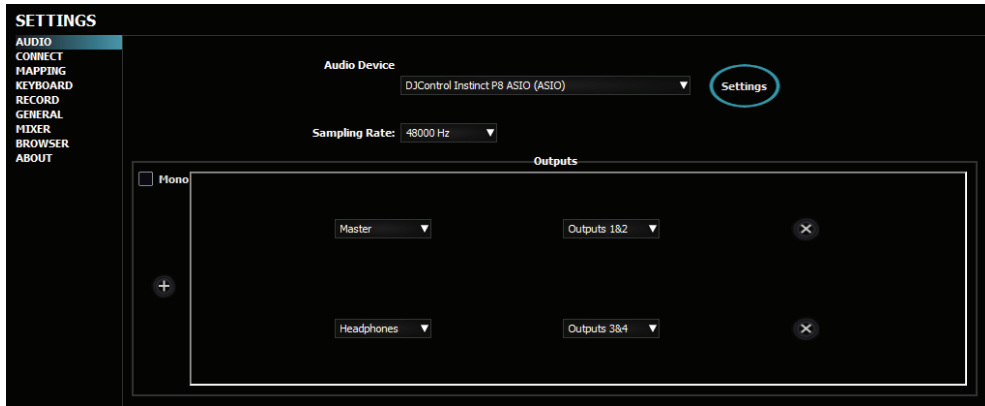 SETTINGS
AUDIO
CONNECT
MAPPING
KEYBOARD
RECORD
GENERAL
MIXER
BROWSER
ABOUT
Audio Device
DJControl Instinct P8 ASIO (ASIO)
Settings
Sampling Rate: 48000 Hz
Outputs
Mono
Master Outputs 1&2
Headphones Outputs 3&4